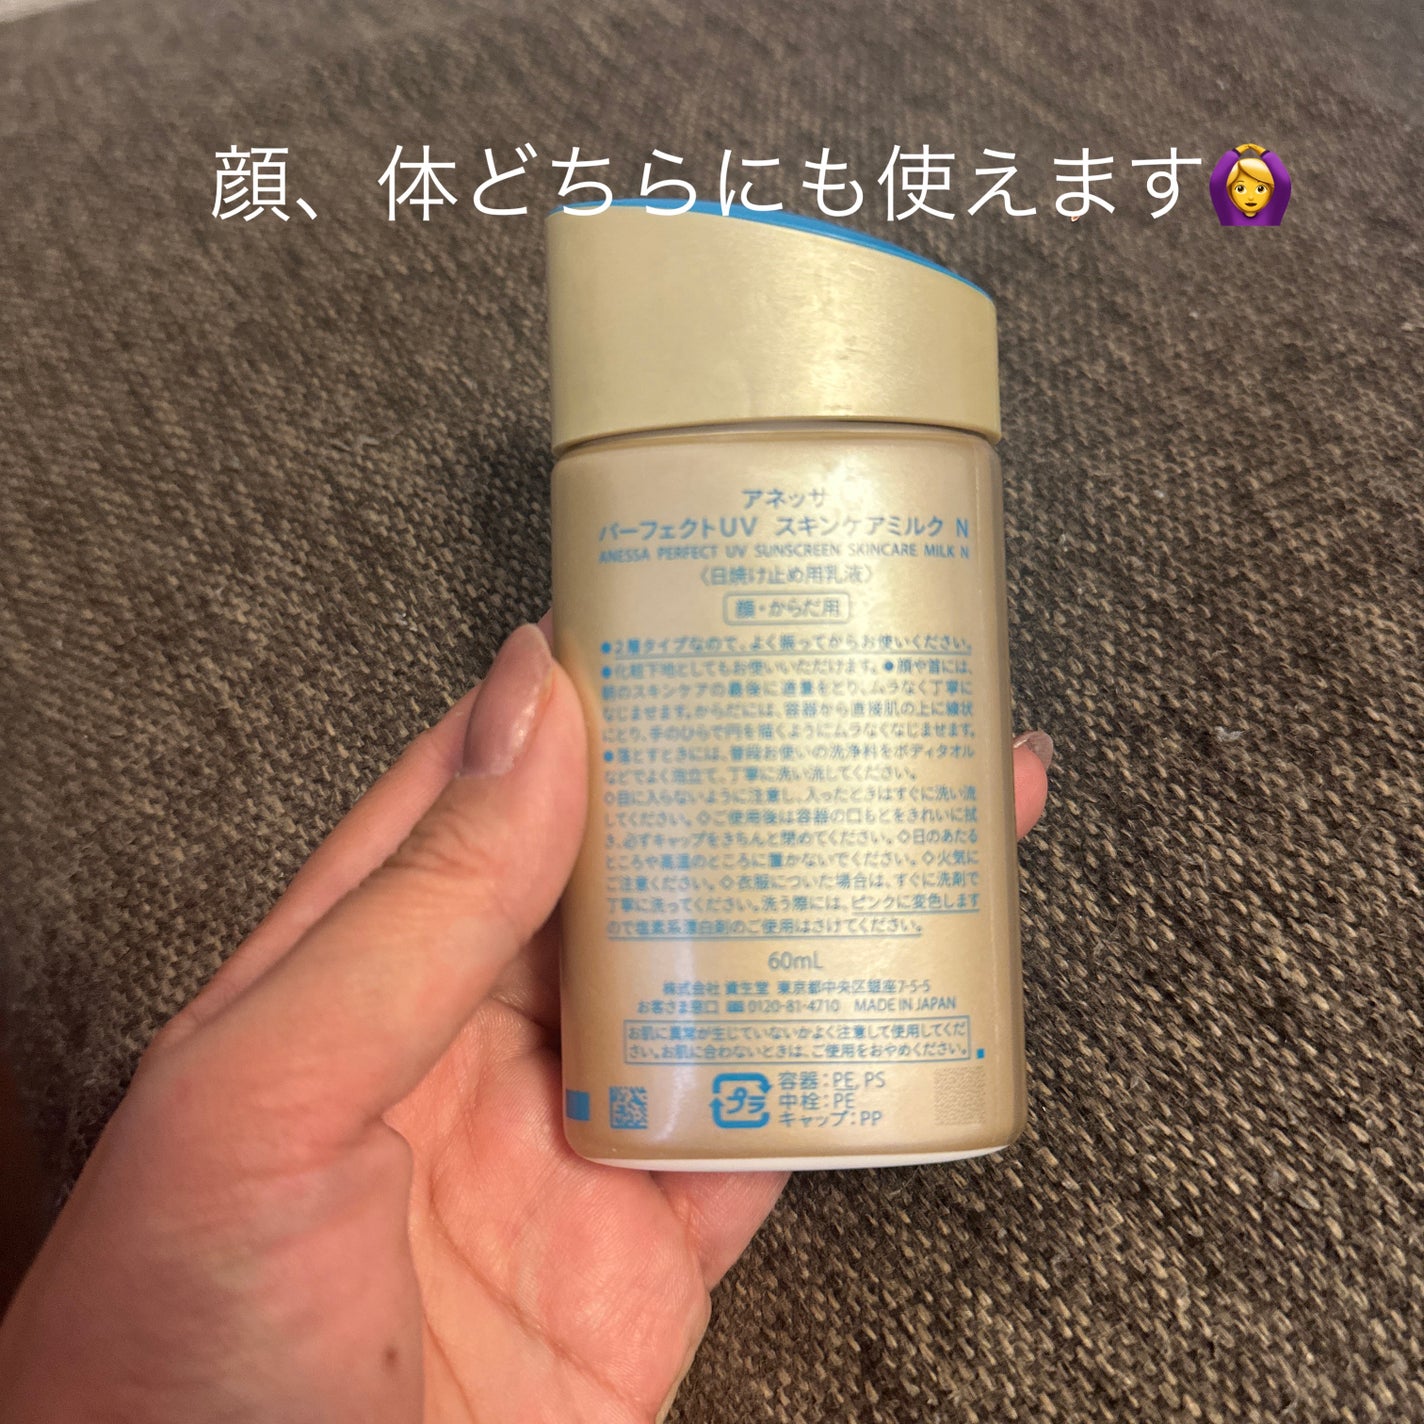 顔、体どちらにも使えます🙆‍♀️
アネッサ
パーフェクトUV スキンケアミルク N
ANESSA PERFECT UV SUNSCREEN SKINCARE MILK N
〈日焼け止め用乳液〉
顔・からだ用
●2層タイプなので、よく振ってからお使いください。
●化粧下地としてもお使いいただけます。●顔や首には、
朝のスキンケアの最後に適量をとり、ムラなく丁寧に
なじませます。からだには、容器から直接肌の上に線状
にとり、手のひらで円を描くようにムラなくなじませます。
●落とすときには、普段お使いの洗浄料をボディタオル
などでよく泡立て、丁寧に洗い流してください。
◇目に入らないように注意し、入ったときはすぐに洗い流
してください。◇ご使用後は容器の口もとをきれいに拭
き、必ずキャップをきちんと閉めてください。◇日のあたる
ところや高温のところに置かないでください。◇火気に
ご注意ください。◇衣服についた場合は、すぐに洗剤で
丁寧に洗ってください。洗う際には、ピンクに変色します
ので塩素系漂白剤のご使用はさけてください。
60mL
株式会社 資生堂 東京都中央区銀座7-5-5
お客さま窓口 0120-81-4710 MADE IN JAPAN
お肌に異常が生じていないかよく注意して使用してくだ
さい。お肌に合わないときは、ご使用をおやめください。
プラ
容器：PE, PS
中栓：PE
キャップ：PP